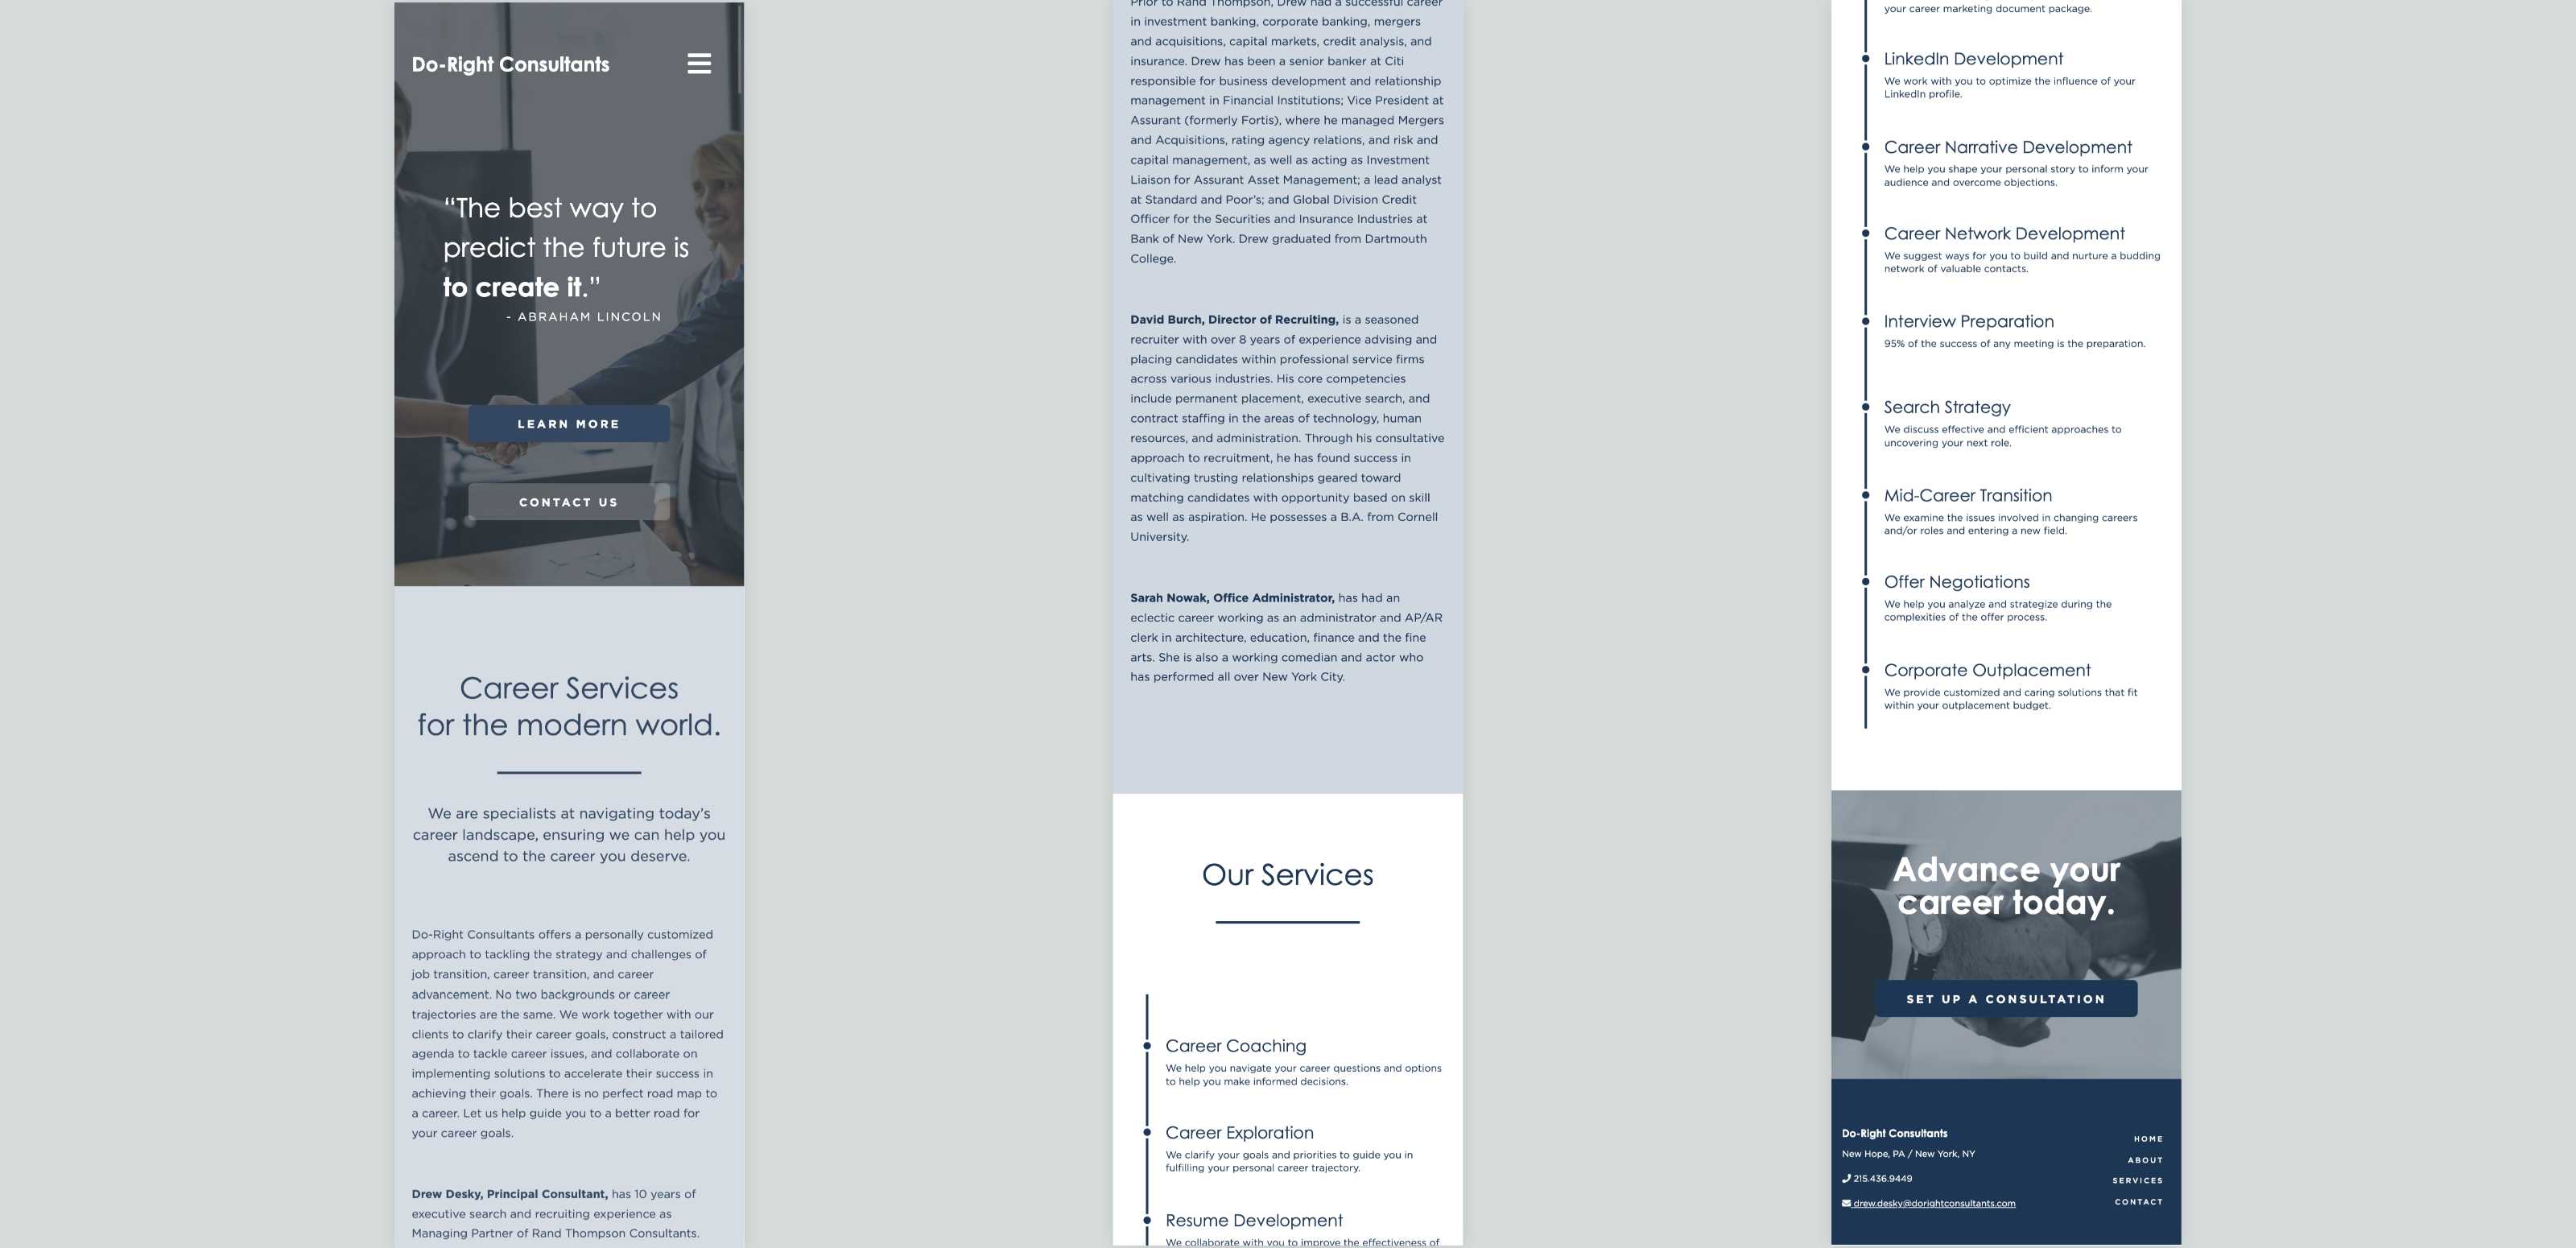 Do-Right Consultants
“The best way to
predict the future is
to create it.”
- ABRAHAM LINCOLN
LEARN MORE
CONTACT US
Career Services
for the modern world.
We are specialists at navigating today’s
career landscape, ensuring we can help you
ascend to the career you deserve.
Do-Right Consultants offers a personally customized
approach to tackling the strategy and challenges of
job transition, career transition, and career
advancement. No two backgrounds or career
trajectories are the same. We work together with our
clients to clarify their career goals, construct a tailored
agenda to tackle career issues, and collaborate on
implementing solutions to accelerate their success in
achieving their goals. There is no perfect road map to
a career. Let us help guide you to a better road for
your career goals.
Drew Desky, Principal Consultant, has 10 years of
executive search and recruiting experience as
Managing Partner of Rand Thompson Consultants.
Prior to Rand Thompson, Drew had a successful career
in investment banking, corporate banking, mergers
and acquisitions, capital markets, credit analysis, and
insurance. Drew has been a senior banker at Citi
responsible for business development and relationship
management in Financial Institutions; Vice President at
Assurant (formerly Fortis), where he managed Mergers
and Acquisitions, rating agency relations, and risk and
capital management, as well as acting as Investment
Liaison for Assurant Asset Management; a lead analyst
at Standard and Poor’s; and Global Division Credit
Officer for the Securities and Insurance Industries at
Bank of New York. Drew graduated from Dartmouth
College.
David Burch, Director of Recruiting, is a seasoned
recruiter with over 8 years of experience advising and
placing candidates within professional service firms
across various industries. His core competencies
include permanent placement, executive search, and
contract staffing in the areas of technology, human
resources, and administration. Through his consultative
approach to recruitment, he has found success in
cultivating trusting relationships geared toward
matching candidates with opportunity based on skill
as well as aspiration. He possesses a B.A. from Cornell
University.
Sarah Nowak, Office Administrator, has had an
eclectic career working as an administrator and AP/AR
clerk in architecture, education, finance and the fine
arts. She is also a working comedian and actor who
has performed all over New York City.
Our Services
Career Coaching
We help you navigate your career questions and options
to help you make informed decisions.
Career Exploration
We clarify your goals and priorities to guide you in
fulfilling your personal career trajectory.
Resume Development
We collaborate with you to improve the effectiveness of
your career marketing document package.
LinkedIn Development
We work with you to optimize the influence of your
LinkedIn profile.
Career Narrative Development
We help you shape your personal story to inform your
audience and overcome objections.
Career Network Development
We suggest ways for you to build and nurture a budding
network of valuable contacts.
Interview Preparation
95% of the success of any meeting is the preparation.
Search Strategy
We discuss effective and efficient approaches to
uncovering your next role.
Mid-Career Transition
We examine the issues involved in changing careers
and/or roles and entering a new field.
Offer Negotiations
We help you analyze and strategize during the
complexities of the offer process.
Corporate Outplacement
We provide customized and caring solutions that fit
within your outplacement budget.
Advance your
career today.
SET UP A CONSULTATION
Do-Right Consultants
New Hope, PA / New York, NY
215.436.9449
drew.desky@dorightconsultants.com
HOME
ABOUT
SERVICES
CONTACT